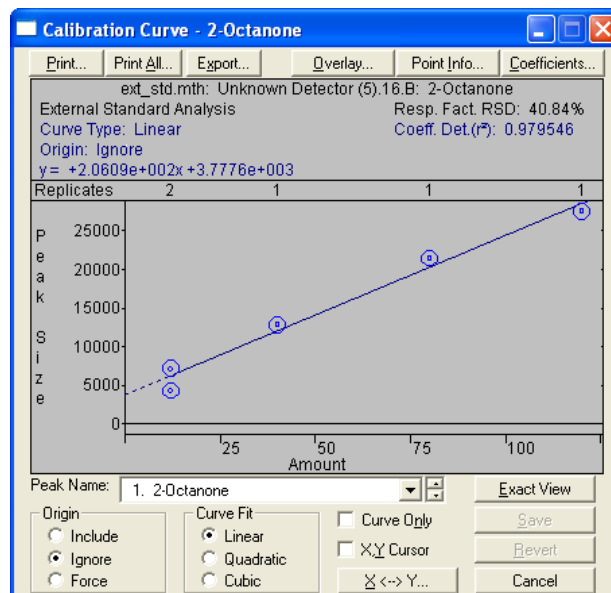 Calibration Curve - 2-Octanone
Print... Print All... Export... Overlay... Point Info... Coefficients...
ext_std.mth: Unknown Detector (5).16.B: 2-Octanone
External Standard Analysis Resp. Fact. RSD: 40.84%
Curve Type: Linear Coeff. Det.(r²): 0.979546
Origin: Ignore
y = +2.0609e+002x +3.7776e+003
Replicates 2 1 1 1
Peak Size
25000
20000
15000
10000
5000
0
25 50 75 100
Amount
Peak Name: 1. 2-Octanone Exact View
Origin Curve Fit Curve Only Save
Include Linear
Ignore Quadratic X,Y Cursor Revert
Force Cubic X <--> Y... Cancel